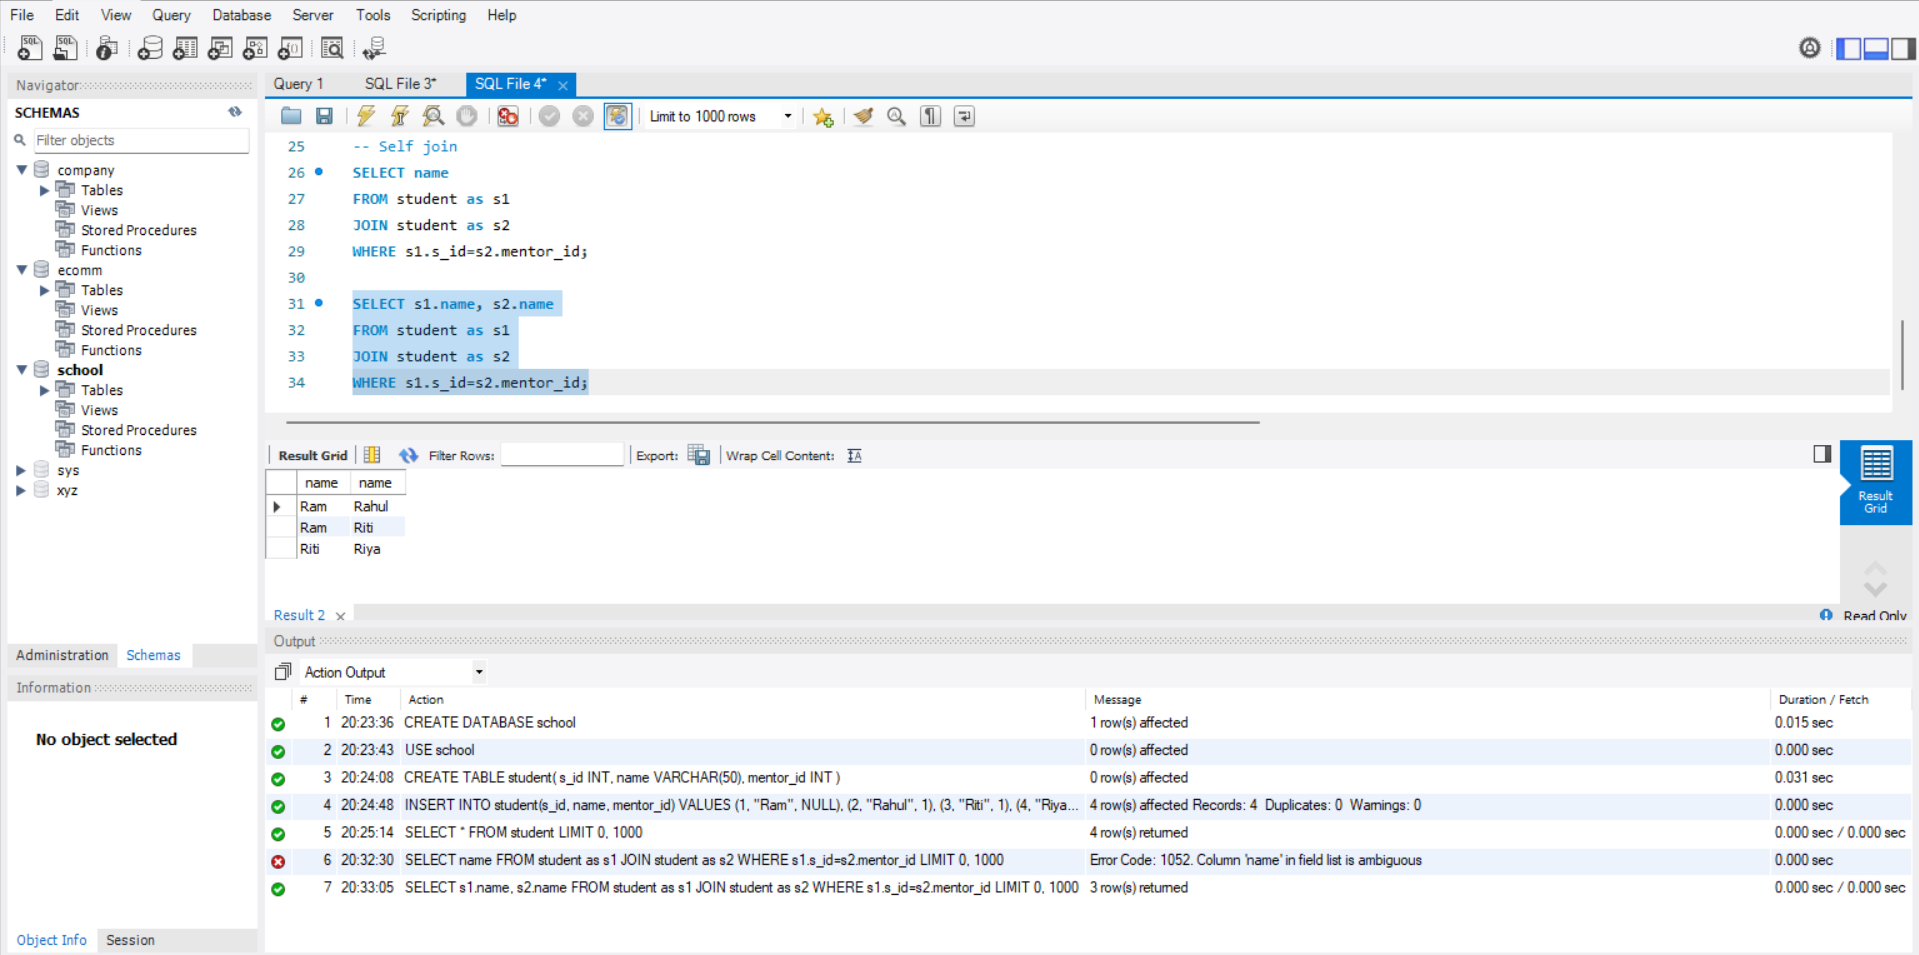 File Edit View Query Database Server Tools Scripting Help
Navigator
SCHEMAS
Filter objects
company
Tables
Views
Stored Procedures
Functions
ecomm
Tables
Views
Stored Procedures
Functions
school
Tables
Views
Stored Procedures
Functions
sys
xyz
Administration Schemas
Information
No object selected
Object Info Session
Query 1 SQL File 3* SQL File 4*
Limit to 1000 rows
25 -- Self join
26 SELECT name
27 FROM student as s1
28 JOIN student as s2
29 WHERE s1.s_id=s2.mentor_id;
30
31 SELECT s1.name, s2.name
32 FROM student as s1
33 JOIN student as s2
34 WHERE s1.s_id=s2.mentor_id;
Result Grid Filter Rows: Export: Wrap Cell Content:
name name
Ram Rahul
Ram Riti
Riti Riya
Result
Grid
Result 2 Read Only
Output
Action Output
# Time Action Message Duration / Fetch
1 20:23:36 CREATE DATABASE school 1 row(s) affected 0.015 sec
2 20:23:43 USE school 0 row(s) affected 0.000 sec
3 20:24:08 CREATE TABLE student( s_id INT, name VARCHAR(50), mentor_id INT ) 0 row(s) affected 0.031 sec
4 20:24:48 INSERT INTO student(s_id, name, mentor_id) VALUES (1, "Ram", NULL), (2, "Rahul", 1), (3, "Riti", 1), (4, "Riya... 4 row(s) affected Records: 4 Duplicates: 0 Warnings: 0 0.000 sec
5 20:25:14 SELECT * FROM student LIMIT 0, 1000 4 row(s) returned 0.000 sec / 0.000 sec
6 20:32:30 SELECT name FROM student as s1 JOIN student as s2 WHERE s1.s_id=s2.mentor_id LIMIT 0, 1000 Error Code: 1052. Column 'name' in field list is ambiguous 0.000 sec
7 20:33:05 SELECT s1.name, s2.name FROM student as s1 JOIN student as s2 WHERE s1.s_id=s2.mentor_id LIMIT 0, 1000 3 row(s) returned 0.000 sec / 0.000 sec